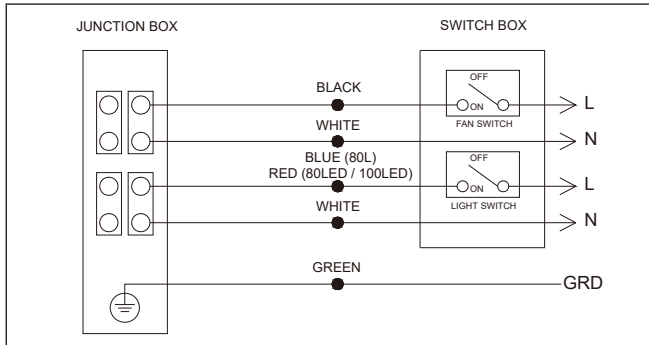 JUNCTION BOX
SWITCH BOX
BLACK
OFF
ON
FAN SWITCH
L
WHITE
N
BLUE (80L)
RED (80LED / 100LED)
OFF
ON
LIGHT SWITCH
L
WHITE
N
GREEN
GRD